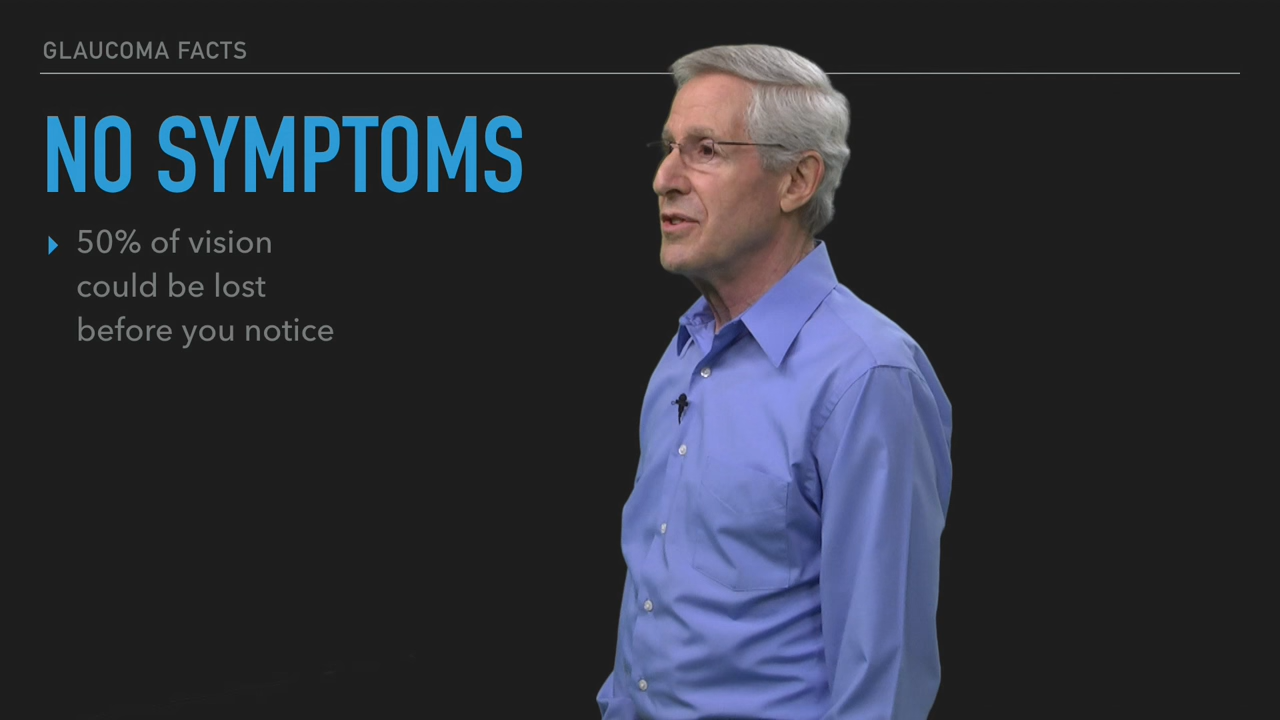 GLAUCOMA FACTS
NO SYMPTOMS
50% of vision
could be lost
before you notice